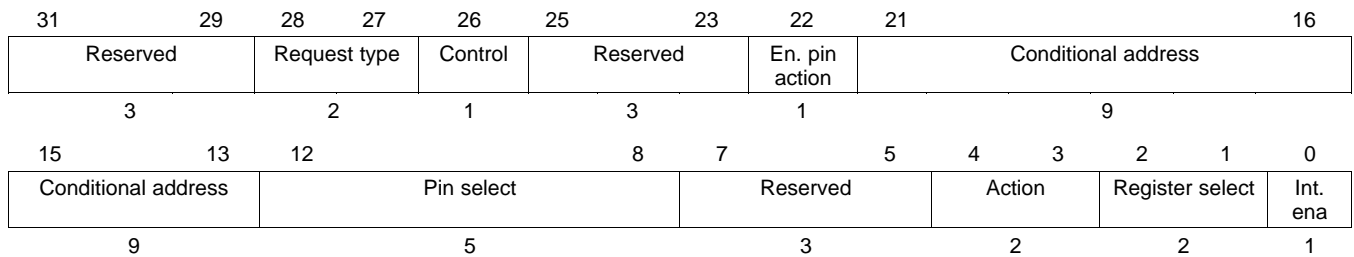 31 29 28 27 26 25 23 22 21 16
Reserved Request type Control Reserved En. pin action Conditional address
3 2 1 3 1 9
15 13 12 8 7 5 4 3 2 1 0
Conditional address Pin select Reserved Action Register select Int. ena
9 5 3 2 2 1